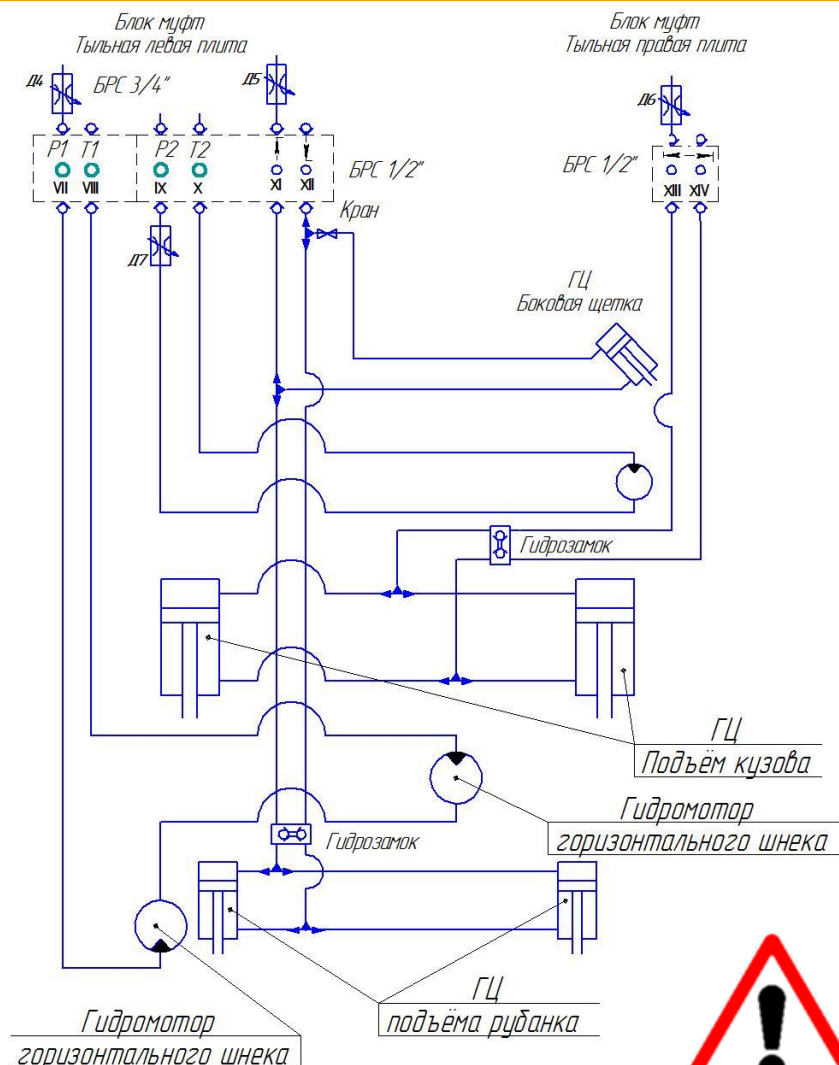 Блок муфт
Тыльная левая плита
Блок муфт
Тыльная правая плита
Д4
БРС 3/4"
Д5
Д6
P1 T1 P2 T2
VII VIII IX X XI XII
БРС 1/2"
БРС 1/2"
XIII XIV
Кран
Д7
ГЦ
Боковая щетка
Гидрозамок
ГЦ
Подъём кузова
Гидромотор
горизонтального шнека
Гидрозамок
ГЦ
подъёма рубанка
Гидромотор
горизонтального шнека